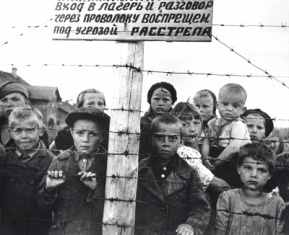 Вход в лагерь и разговор
через проволоку воспрещен
под угрозой РАССТРЕЛА